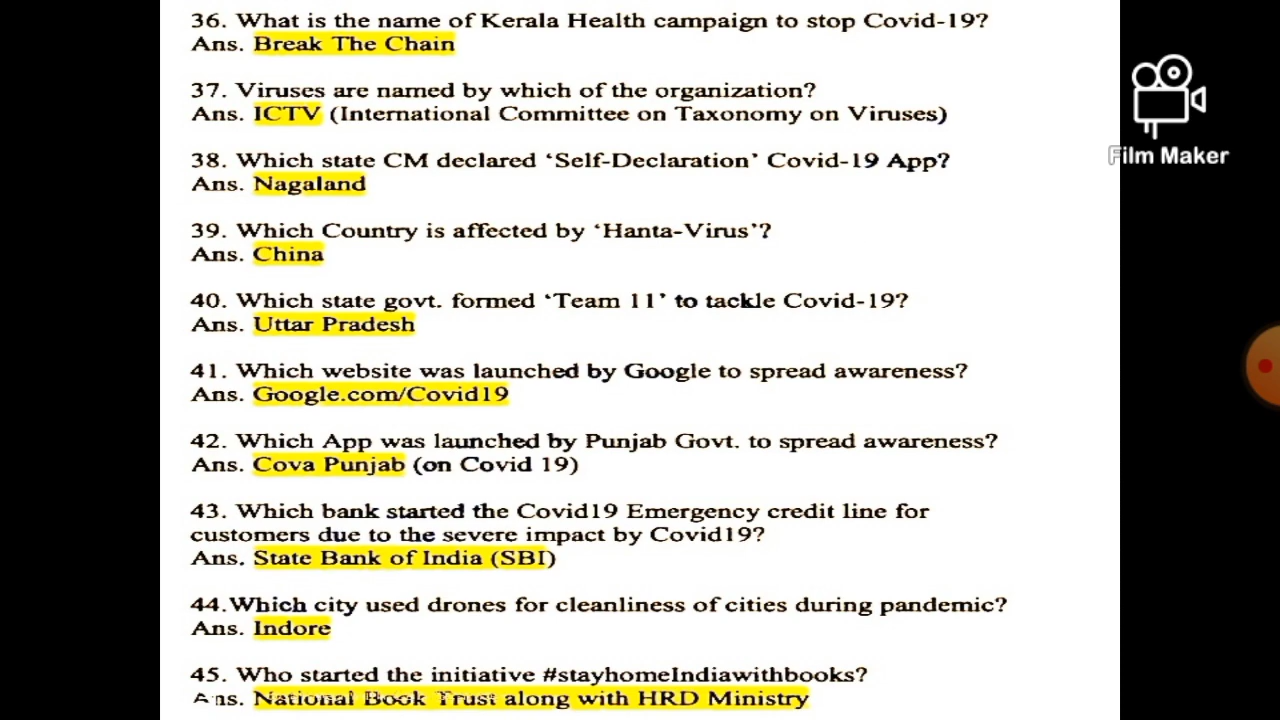 36. What is the name of Kerala Health campaign to stop Covid-19?
Ans. Break The Chain
37. Viruses are named by which of the organization?
Ans. ICTV (International Committee on Taxonomy on Viruses)
38. Which state CM declared ‘Self-Declaration’ Covid-19 App?
Ans. Nagaland
39. Which Country is affected by ‘Hanta-Virus’?
Ans. China
40. Which state govt. formed ‘Team 11’ to tackle Covid-19?
Ans. Uttar Pradesh
41. Which website was launched by Google to spread awareness?
Ans. Google.com/Covid19
42. Which App was launched by Punjab Govt. to spread awareness?
Ans. Cova Punjab (on Covid 19)
43. Which bank started the Covid19 Emergency credit line for
customers due to the severe impact by Covid19?
Ans. State Bank of India (SBI)
44.Which city used drones for cleanliness of cities during pandemic?
Ans. Indore
45. Who started the initiative #stayhomeIndiawithbooks?
Ans. National Book Trust along with HRD Ministry
Film Maker